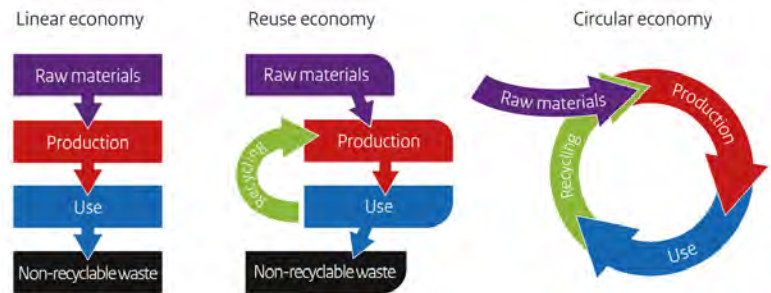 Linear economy
Raw materials
Production
Use
Non-recyclable waste
Reuse economy
Raw materials
Recycling
Production
Use
Non-recyclable waste
Circular economy
Raw materials
Production
Recycling
Use